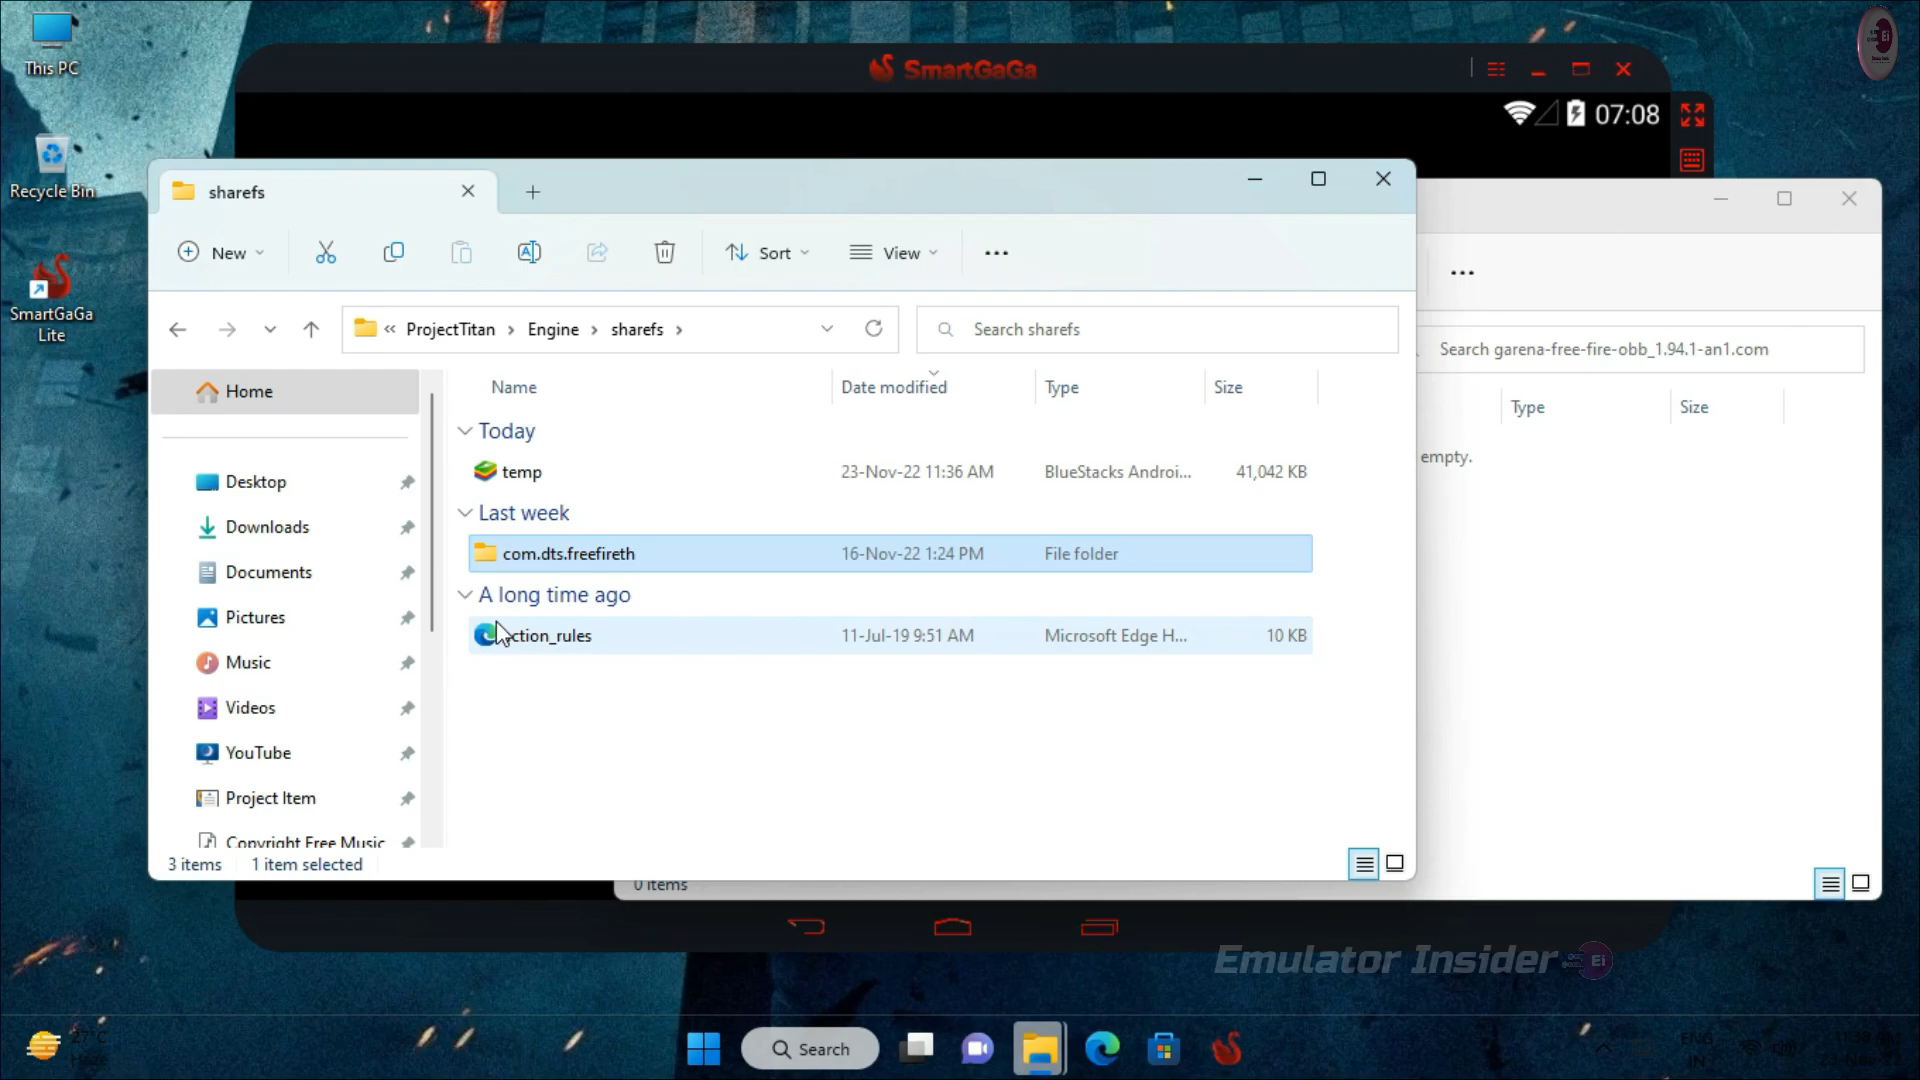 This PC
Recycle Bin
SmartGaGa
Lite
SmartGaGa
07:08
sharefs
New
Sort
View
ProjectTitan
Engine
sharefs
Search sharefs
Search garena-free-fire-obb_1.94.1-an1.com
Home
Desktop
Downloads
Documents
Pictures
Music
Videos
YouTube
Project Item
Copyright Free Music
Name
Date modified
Type
Size
Today
temp
23-Nov-22 11:36 AM
BlueStacks Androi...
41,042 KB
Last week
com.dts.freefireth
16-Nov-22 1:24 PM
File folder
A long time ago
ction_rules
11-Jul-19 9:51 AM
Microsoft Edge H...
10 KB
3 items
1 item selected
Type
Size
empty.
0 items
Emulator Insider
Ei
27°C
Search
ENG
IN